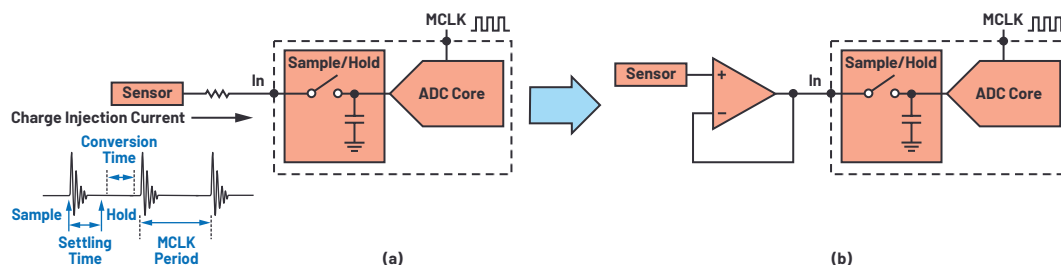 MCLK
Sample/Hold
In
Sensor
ADC Core
Charge Injection Current
Conversion
Time
Sample
Hold
Settling
Time
MCLK
Period
(a)
MCLK
Sample/Hold
In
Sensor
+
−
ADC Core
(b)